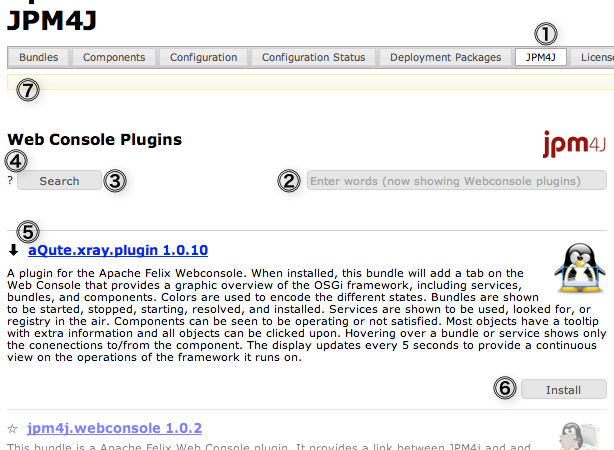 JPM4J
①
Bundles Components Configuration Configuration Status Deployment Packages JPM4J License
⑦
Web Console Plugins
jpm4J
④
? Search ③ ② Enter words (now showing Webconsole plugins)
⑤
aQute.xray.plugin 1.0.10
A plugin for the Apache Felix Webconsole. When installed, this bundle will add a tab on the
Web Console that provides a graphic overview of the OSGi framework, including services,
bundles, and components. Colors are used to encode the different states. Bundles are shown
to be started, stopped, starting, resolved, and installed. Services are shown to be used, looked for, or
registry in the air. Components can be seen to be operating or not satisfied. Most objects have a tooltip
with extra information and all objects can be clicked upon. Hovering over a bundle or service shows only
the conenections to/from the component. The display updates every 5 seconds to provide a continuous
view on the operations of the framework it runs on.
⑥ Install
☆ jpm4j.webconsole 1.0.2
This bundle is a Apache Felix Web Console plugin. It provides a link between JPM4j and and